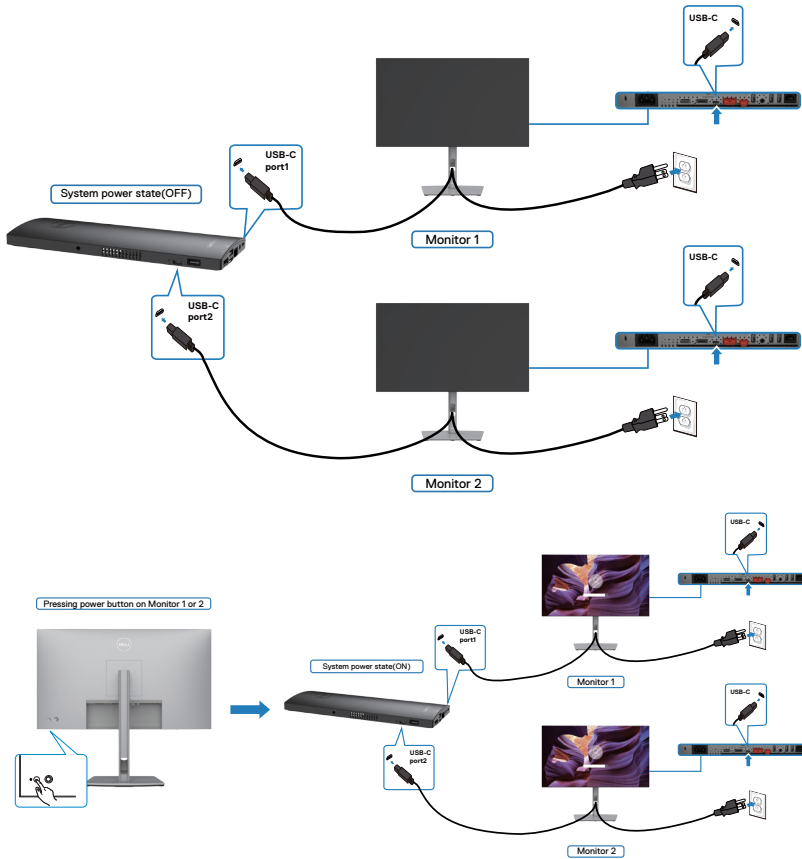 USB-C
USB-C
port1
System power state(OFF)
Monitor 1
USB-C
USB-C
port2
Monitor 2
USB-C
Pressing power button on Monitor 1 or 2
USB-C
port1
DELL
System power state(ON)
Monitor 1
USB-C
USB-C
port2
Monitor 2